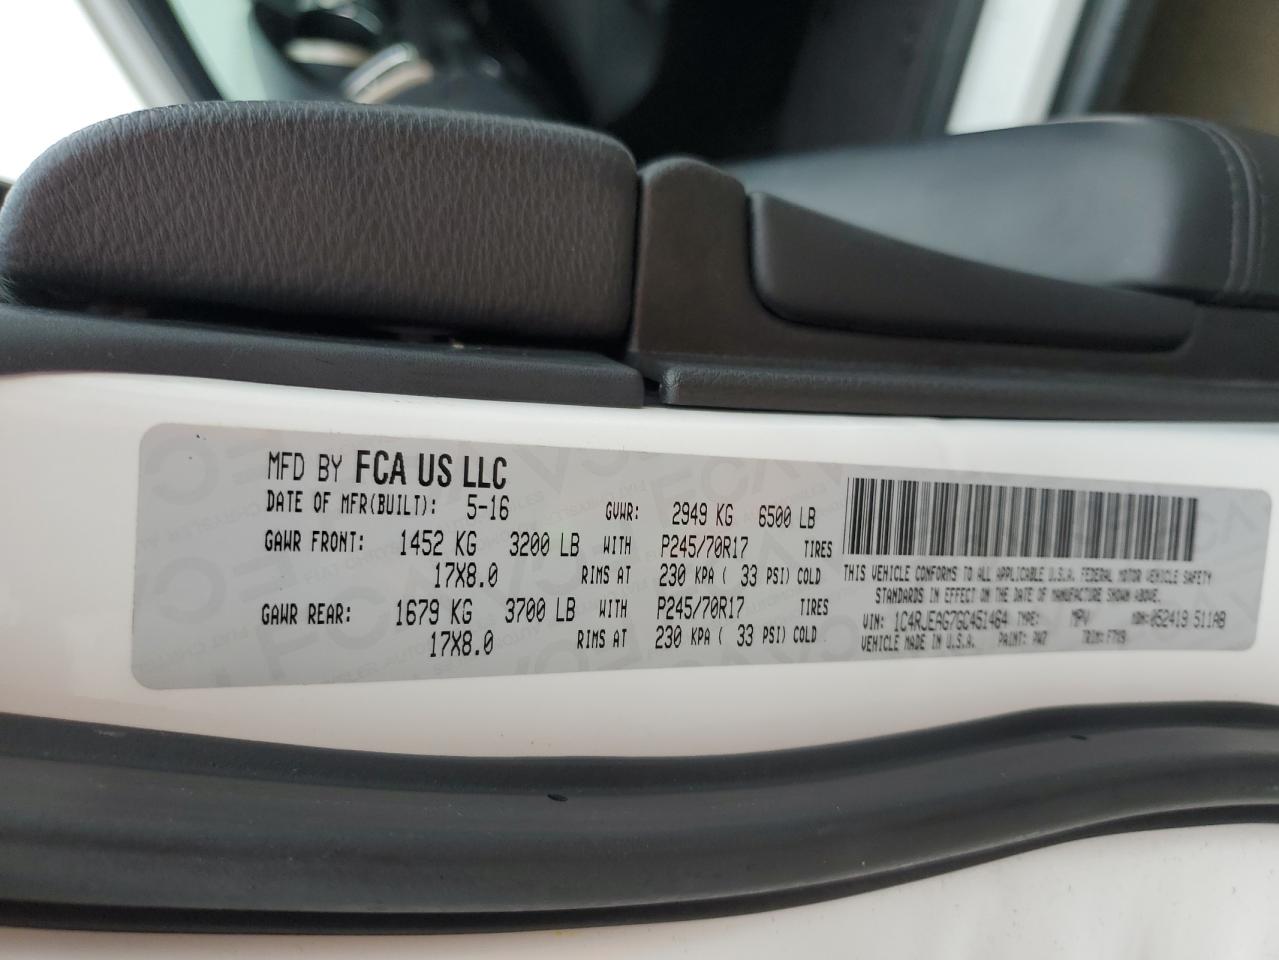 MFD BY FCA US LLC
DATE OF MFR(BUILT): 5-16 GVWR: 2949 KG 6500 LB
GAWR FRONT: 1452 KG 3200 LB WITH P245/70R17 TIRES
17X8.0 RIMS AT 230 KPA ( 33 PSI) COLD
GAWR REAR: 1679 KG 3700 LB WITH P245/70R17 TIRES
17X8.0 RIMS AT 230 KPA ( 33 PSI) COLD
THIS VEHICLE CONFORMS TO ALL APPLICABLE U.S.A. FEDERAL MOTOR VEHICLE SAFETY
STANDARDS IN EFFECT ON THE DATE OF MANUFACTURE SHOWN ABOVE.
VIN: 1C4RJEAG7GC451464 TYPE: MPV MDH: 052419 511AB
VEHICLE MADE IN U.S.A. PAINT: PW7 TRIM: